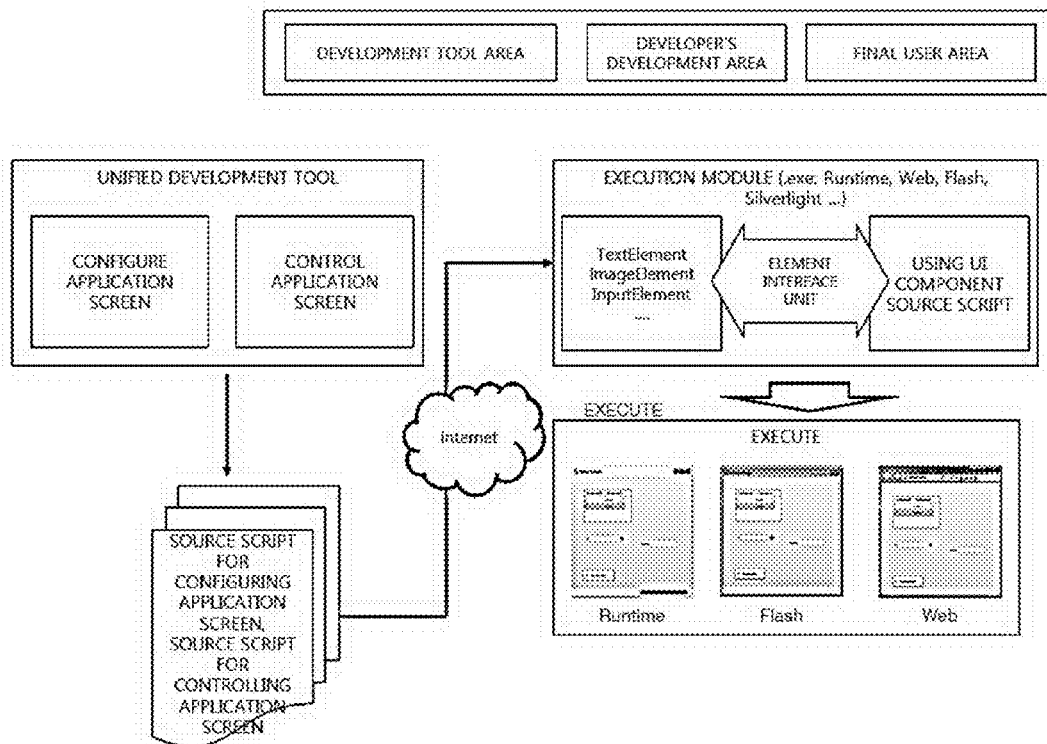 DEVELOPMENT TOOL AREA
DEVELOPER'S
DEVELOPMENT AREA
FINAL USER AREA
UNIFIED DEVELOPMENT TOOL
CONFIGURE
APPLICATION
SCREEN
CONTROL
APPLICATION
SCREEN
EXECUTION MODULE (.exe, Runtime, Web, Flash,
Silverlight ...)
TextElement
ImageElement
InputElement
....
ELEMENT
INTERFACE
UNIT
USING UI
COMPONENT
SOURCE SCRIPT
Internet
EXECUTE
EXECUTE
Runtime
Flash
Web
SOURCE SCRIPT
FOR
CONFIGURING
APPLICATION
SCREEN,
SOURCE SCRIPT
FOR
CONTROLLING
APPLICATION
SCREEN